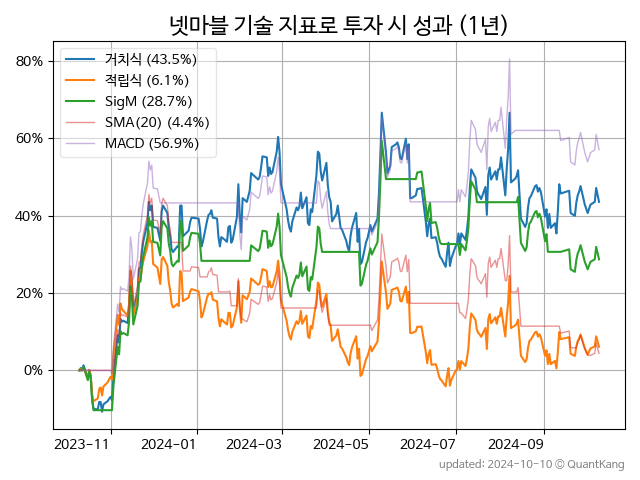 넷마블 기술 지표로 투자 시 성과 (1년)
80%
60%
40%
20%
0%
거치식 (43.5%)
적립식 (6.1%)
SigM (28.7%)
SMA(20) (4.4%)
MACD (56.9%)
2023-11
2024-01
2024-03
2024-05
2024-07
2024-09
updated: 2024-10-10 © QuantKang